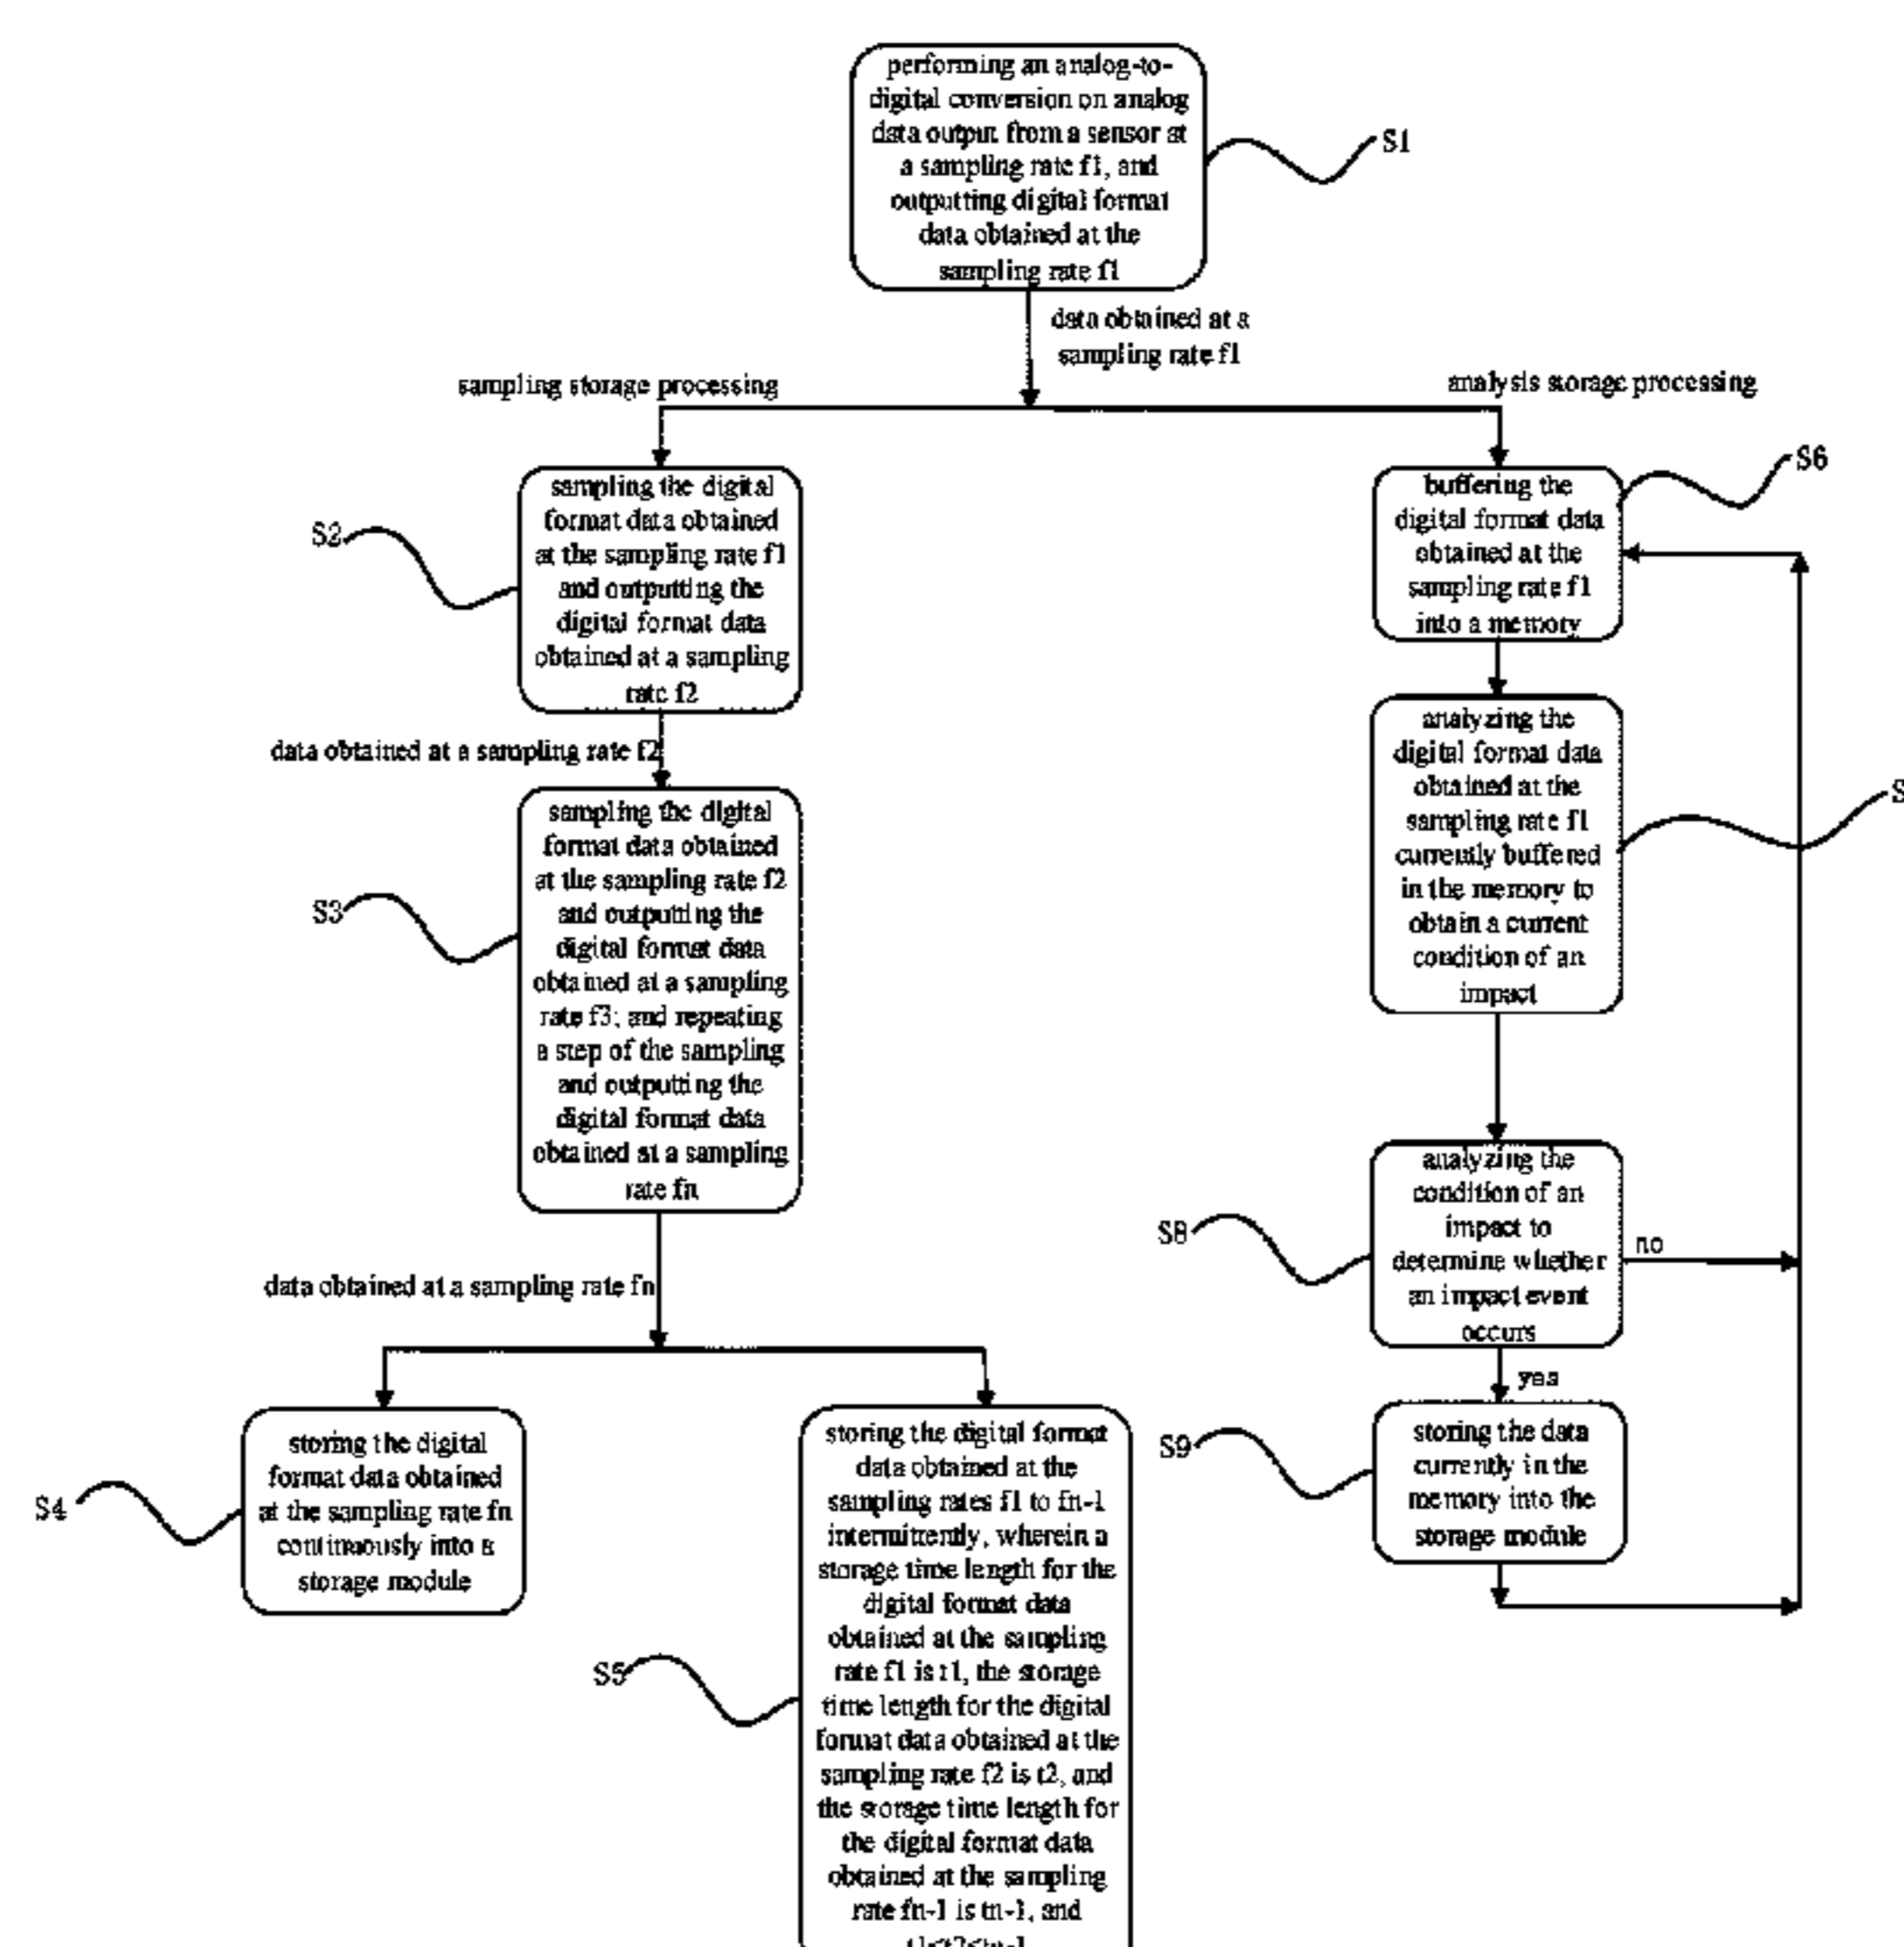 performing an analog-to-
digital conversion on analog
data output from a sensor at
a sampling rate f1, and
outputting digital format
data obtained at the
sampling rate f1
S1
data obtained at a
sampling rate f1
sampling storage processing
analysis storage processing
S2
sampling the digital
format data obtained
at the sampling rate f1
and outputting the
digital format data
obtained at a sampling
rate f2
data obtained at a sampling rate f2
S3
sampling the digital
format data obtained
at the sampling rate f2
and outputting the
digital format data
obtained at a sampling
rate f3; and repeating
a step of the sampling
and outputting the
digital format data
obtained at a sampling
rate fn
data obtained at a sampling rate fn
S4
storing the digital
format data obtained
at the sampling rate fn
continuously into a
storage module
S5
storing the digital format
data obtained at the
sampling rates f1 to fn-1
intermittently, wherein a
storage time length for the
digital format data
obtained at the sampling
rate f1 is t1, the storage
time length for the digital
format data obtained at the
sampling rate f2 is t2, and
the storage time length for
the digital format data
obtained at the sampling
rate fn-1 is tn-1, and
S6
buffering the
digital format data
obtained at the
sampling rate f1
into a memory
analyzing the
digital format data
obtained at the
sampling rate f1
currently buffered
in the memory to
obtain a current
condition of an
impact
S8
analyzing the
condition of an
impact to
determine whether
an impact event
occurs
no
yes
S9
storing the data
currently in the
memory into the
storage module